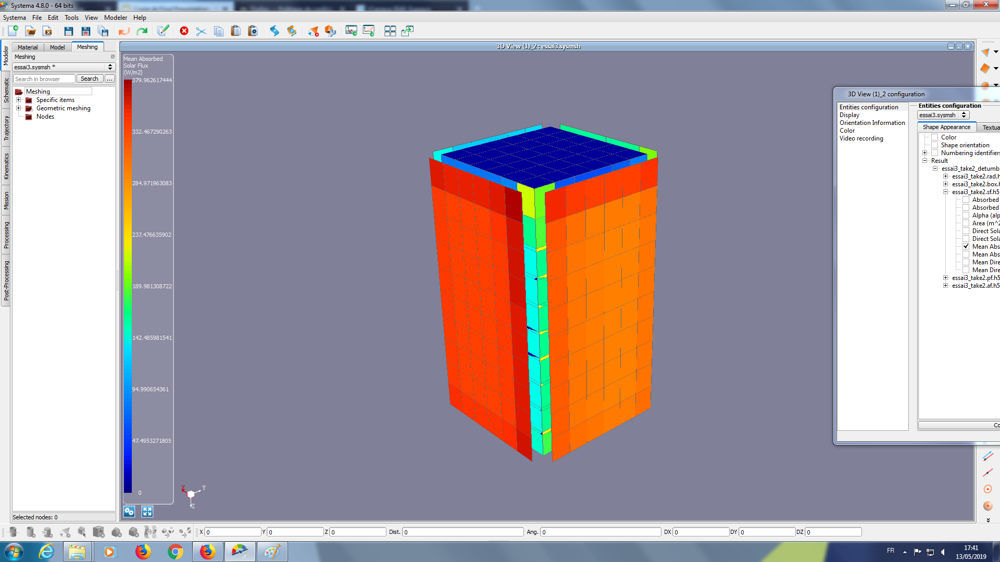 Systema 4.8.0 - 64 bits
Systema File Edit Tools View Modeler Help
Material Model Meshing
Meshing
essai3.sysmsh *
Search in browser Search ...
Meshing
Specific items
Geometric meshing
Nodes
Selected nodes: 0
Modeler
Schematic
Trajectory
Kinematics
Mission
Processing
Post-Processing
3D View (1)_2 : essai3.sysmsh
Mean Absorbed
Solar Flux
(W/m2)
379.962617444
332.467290263
284.971963083
237.476635902
189.981308722
142.485981541
94.990654361
47.4953271805
0
X Y
Z
3D View (1)_2 configuration
Entities configuration
Display
Orientation Information
Color
Video recording
Entities configuration
essai3.sysmsh
Shape Appearance Textua
Color
Shape orientation
Numbering identifiers
Result
essai3_take2_detumb
essai3_take2.rad.h
essai3_take2.box.h
essai3_take2.sf.h5
Absorbed
Absorbed
Alpha (alp
Area (m^2
Direct Sola
Direct Sola
Mean Abs
Mean Abs
Mean Dire
Mean Dire
essai3_take2.pf.h5
essai3_take2.af.h5
Co
X 0 Y 0 Z 0 Dist. 0 Ang. 0 DX 0 DY 0 DZ 0
FR
17:41
13/05/2019